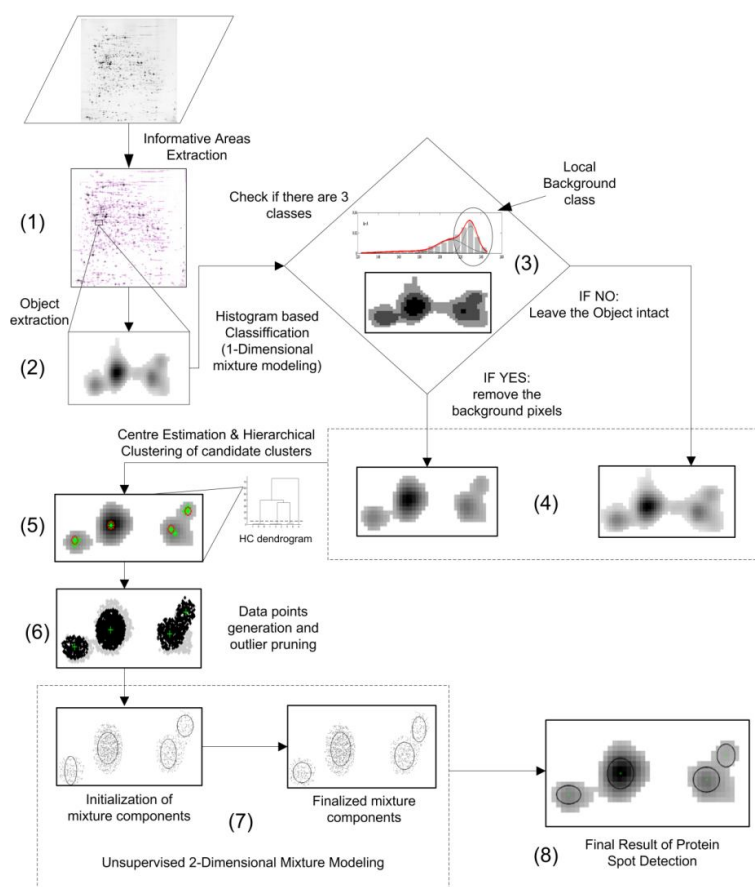 Informative Areas
Extraction
(1)
Check if there are 3
classes
Local
Background
class
(3)
Object
extraction
(2)
Histogram based
Classiffication
(1-Dimensional
mixture modeling)
IF NO:
Leave the Object intact
IF YES:
remove the
background pixels
Centre Estimation & Hierarchical
Clustering of candidate clusters
(4)
(5)
HC dendrogram
(6)
Data points
generation and
outlier pruning
Initialization of
mixture components
(7)
Finalized mixture
components
Unsupervised 2-Dimensional Mixture Modeling
(8)
Final Result of Protein
Spot Detection